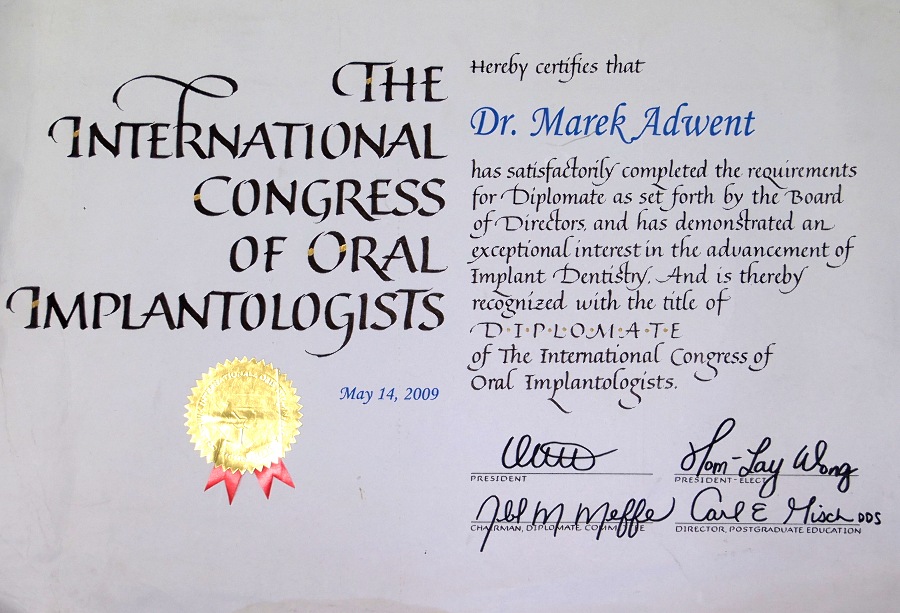 THE
INTERNATIONAL
CONGRESS
OF ORAL
IMPLANTOLOGISTS
May 14, 2009
Hereby certifies that
Dr. Marek Adwent
has satisfactorily completed the requirements
for Diplomate as set forth by the Board
of Directors, and has demonstrated an
exceptional interest in the advancement of
Implant Dentistry. And is thereby
recognized with the title of
D·I·P·L·O·M·A·T·E
of The International Congress of
Oral Implantologists.
PRESIDENT
Hom-Lay Wong
PRESIDENT-ELECT
CHAIRMAN, DIPLOMATE COMMITTEE
Carl E Misch DDS
DIRECTOR, POSTGRADUATE EDUCATION